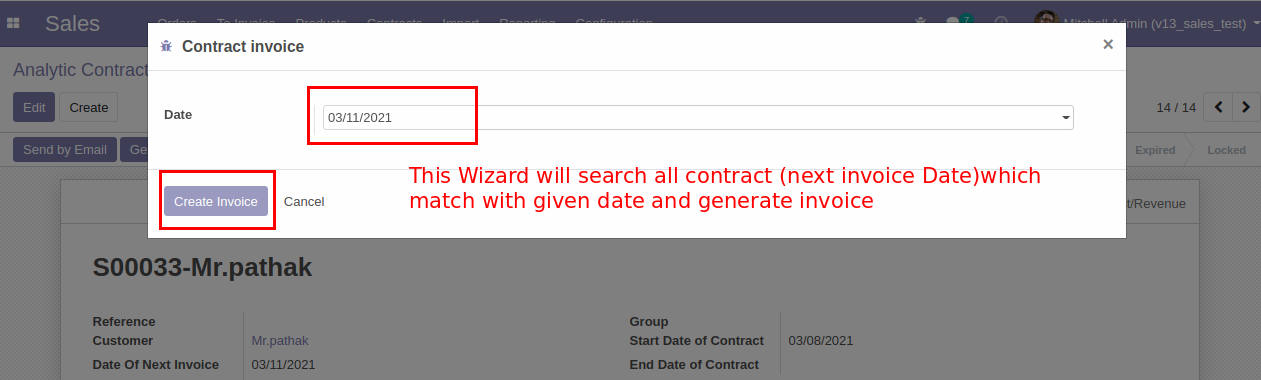 Sales Orders To Invoice Products Contracts Import Reporting Configuration 7 Mitchell Admin (v13_sales_test)
Contract invoice ×
Analytic Contract
Edit Create 14 / 14
Date 03/11/2021
Send by Email Ge Expired Locked
This Wizard will search all contract (next invoice Date)which
match with given date and generate invoice
Create Invoice Cancel
t/Revenue
S00033-Mr.pathak
Reference Group
Customer Mr.pathak Start Date of Contract 03/08/2021
Date Of Next Invoice 03/11/2021 End Date of Contract